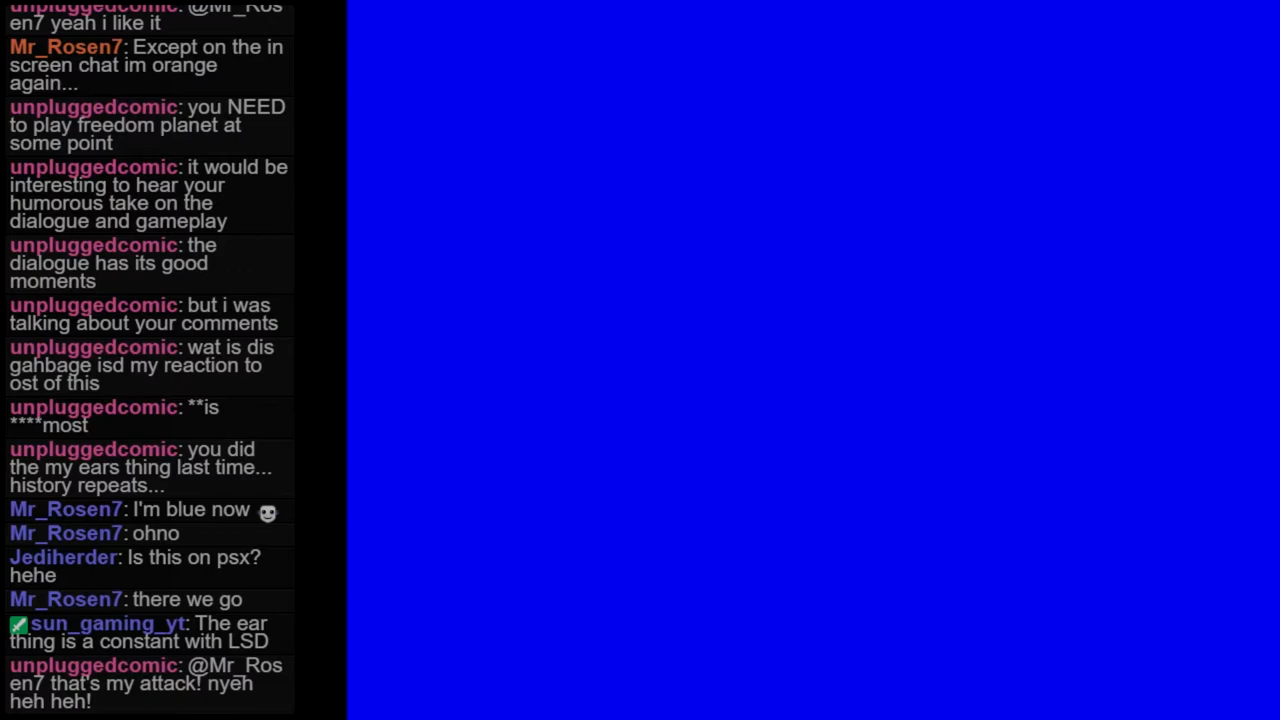 unpluggedcomic: @Mr_Ros
en7 yeah i like it
Mr_Rosen7: Except on the in
screen chat im orange
again...
unpluggedcomic: you NEED
to play freedom planet at
some point
unpluggedcomic: it would be
interesting to hear your
humorous take on the
dialogue and gameplay
unpluggedcomic: the
dialogue has its good
moments
unpluggedcomic: but i was
talking about your comments
unpluggedcomic: wat is dis
gahbage isd my reaction to
ost of this
unpluggedcomic: **is
****most
unpluggedcomic: you did
the my ears thing last time...
history repeats...
Mr_Rosen7: I'm blue now
Mr_Rosen7: ohno
Jediherder: Is this on psx?
hehe
Mr_Rosen7: there we go
sun_gaming_yt: The ear
thing is a constant with LSD
unpluggedcomic: @Mr_Ros
en7 that's my attack! nyeh
heh heh!